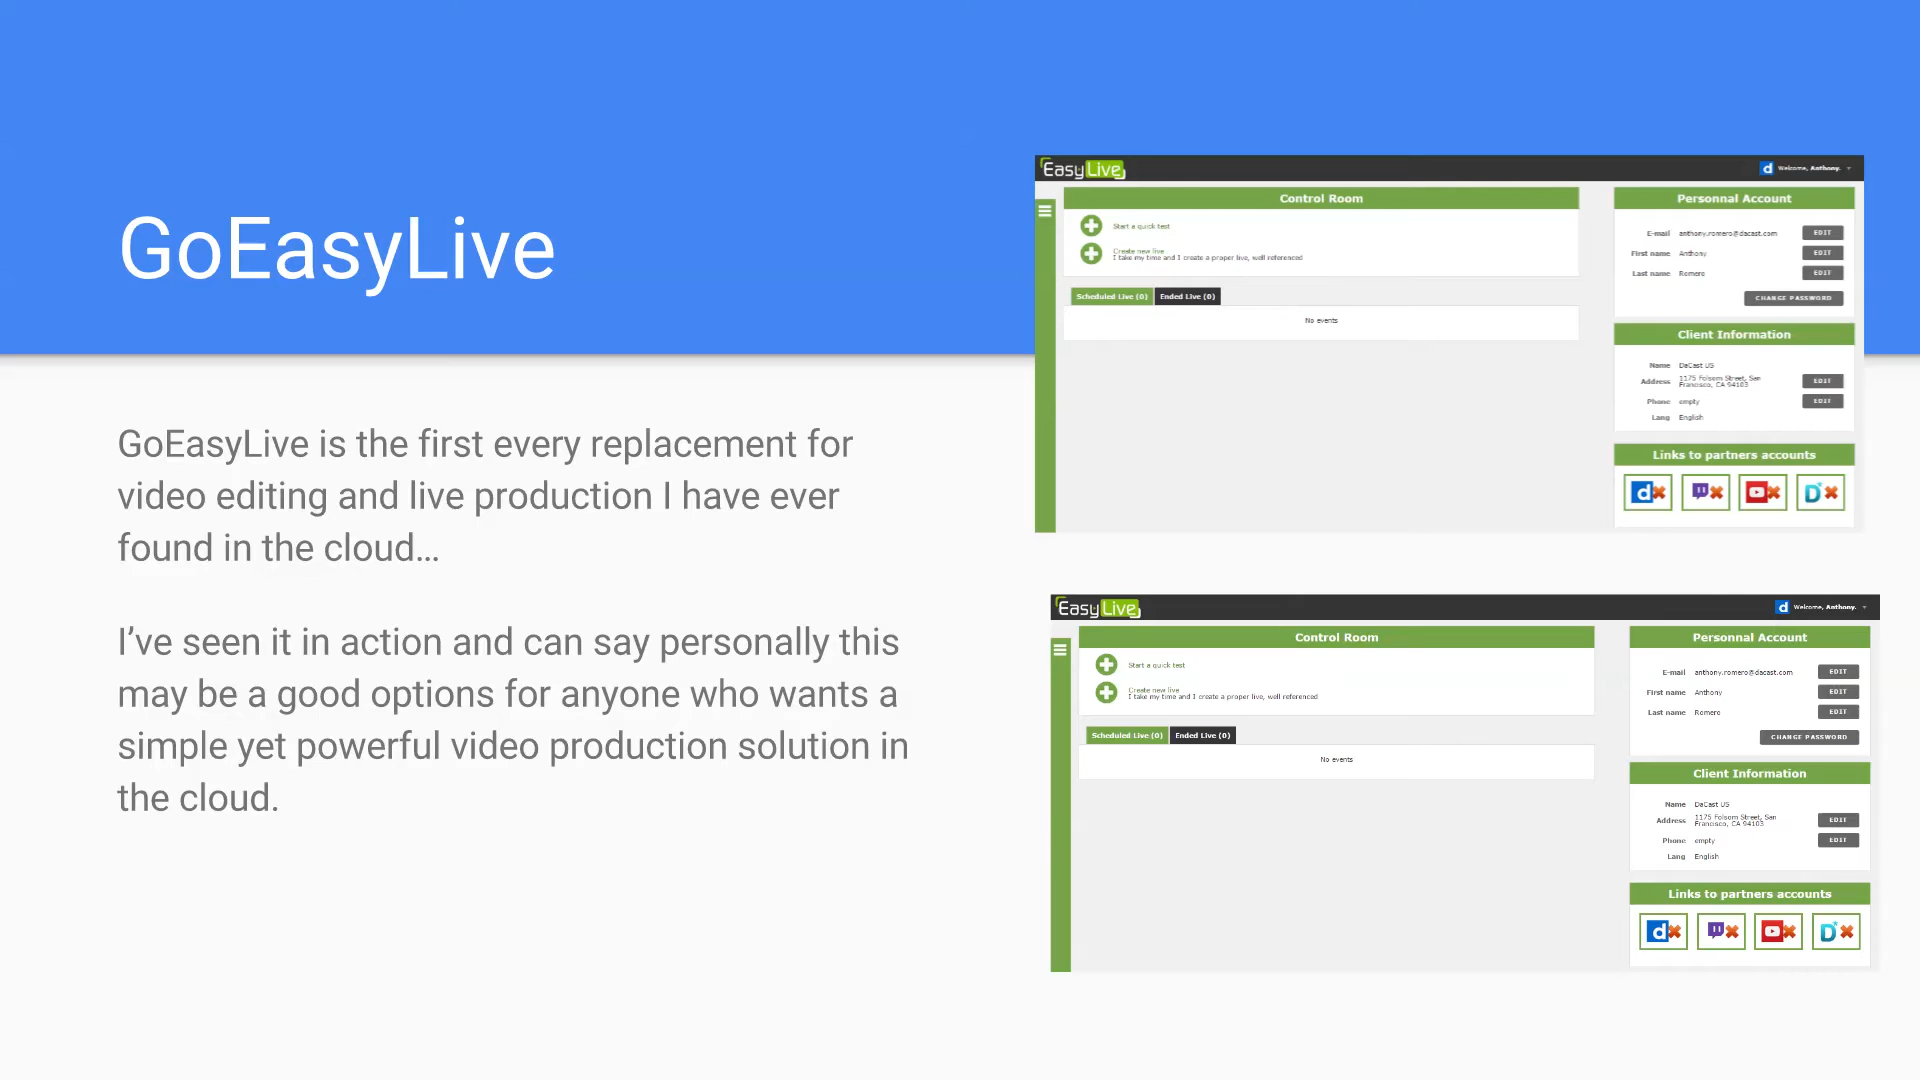 GoEasyLive
GoEasyLive is the first every replacement for
video editing and live production I have ever
found in the cloud…
I’ve seen it in action and can say personally this
may be a good options for anyone who wants a
simple yet powerful video production solution in
the cloud.
EasyLive
Welcome, Anthony.
Control Room
Start a quick test
Create new live
I take my time and I create a proper live, well referenced
Scheduled Live (0) Ended Live (0)
No events
Personnal Account
E-mail anthony.romero@dacast.com EDIT
First name Anthony EDIT
Last name Romero EDIT
CHANGE PASSWORD
Client Information
Name DaCast US
Address 1175 Folsom Street, San
Francisco, CA 94103 EDIT
Phone empty EDIT
Lang English
Links to partners accounts
EasyLive
Welcome, Anthony.
Control Room
Start a quick test
Create new live
I take my time and I create a proper live, well referenced
Scheduled Live (0) Ended Live (0)
No events
Personnal Account
E-mail anthony.romero@dacast.com EDIT
First name Anthony EDIT
Last name Romero EDIT
CHANGE PASSWORD
Client Information
Name DaCast US
Address 1175 Folsom Street, San
Francisco, CA 94103 EDIT
Phone empty EDIT
Lang English
Links to partners accounts